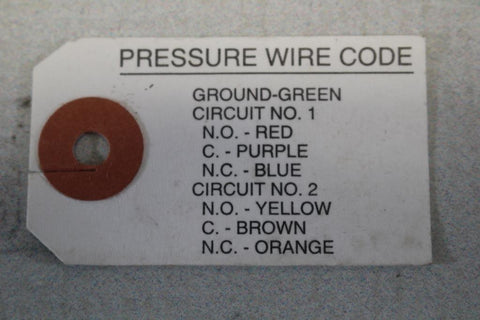 PRESSURE WIRE CODE
GROUND-GREEN
CIRCUIT NO. 1
N.O. - RED
C. - PURPLE
N.C. - BLUE
CIRCUIT NO. 2
N.O. - YELLOW
C. - BROWN
N.C. - ORANGE